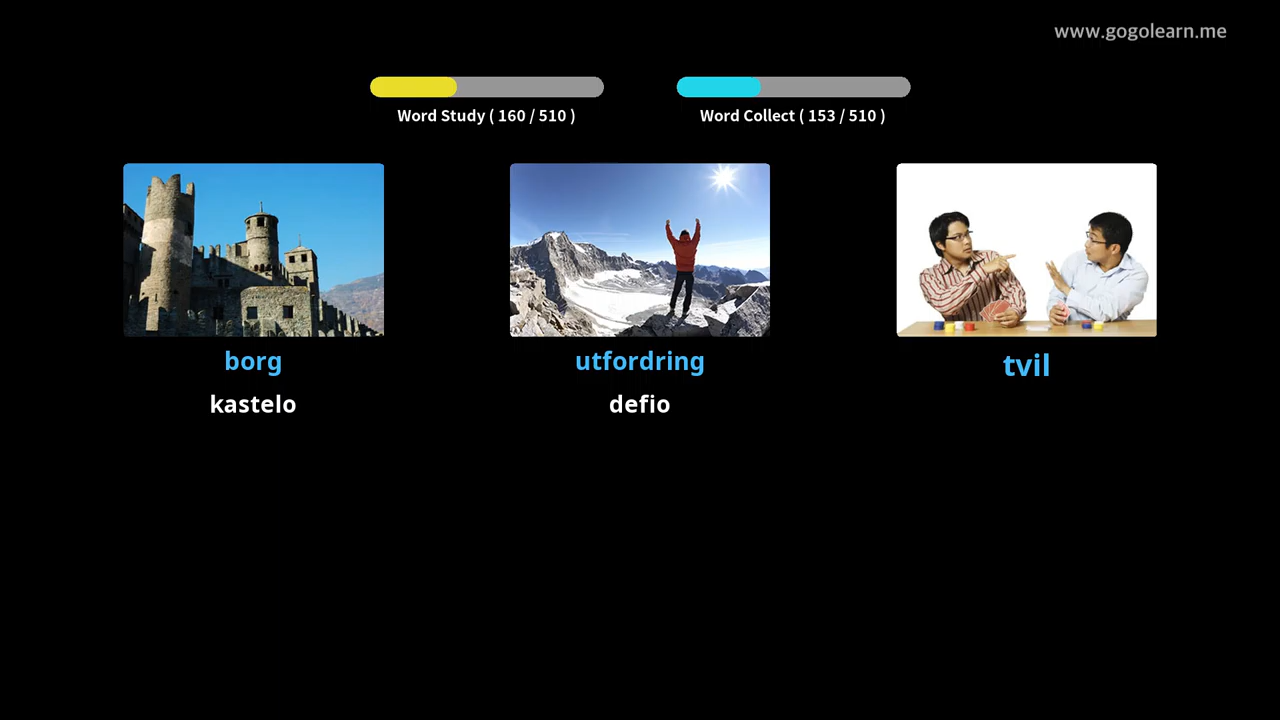 www.gogolearn.me
Word Study ( 160 / 510 )
Word Collect ( 153 / 510 )
borg
utfordring
tvil
kastelo
defio